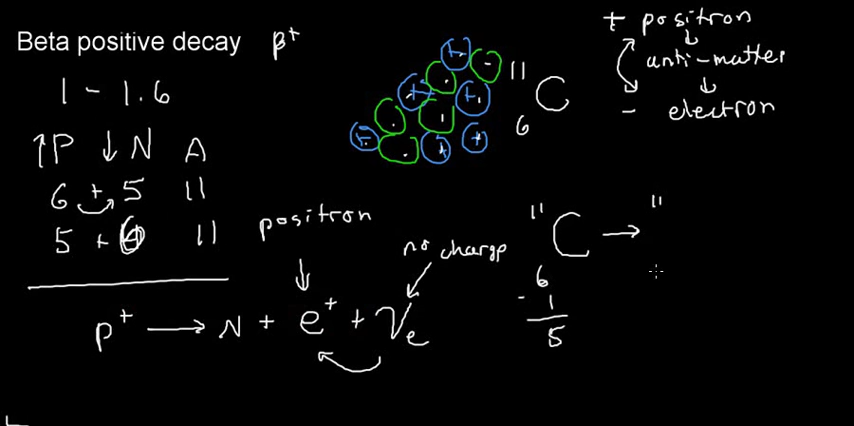 Beta positive decay β+
1 - 1.6
↑P ↓N A
6 + 5 11
5 + 6 11
p+ → N + e+ + νe
positron
no charge
11
C
6
+ positron
↓
anti-matter
↓
- electron
11 C → 11
6
- 1
5